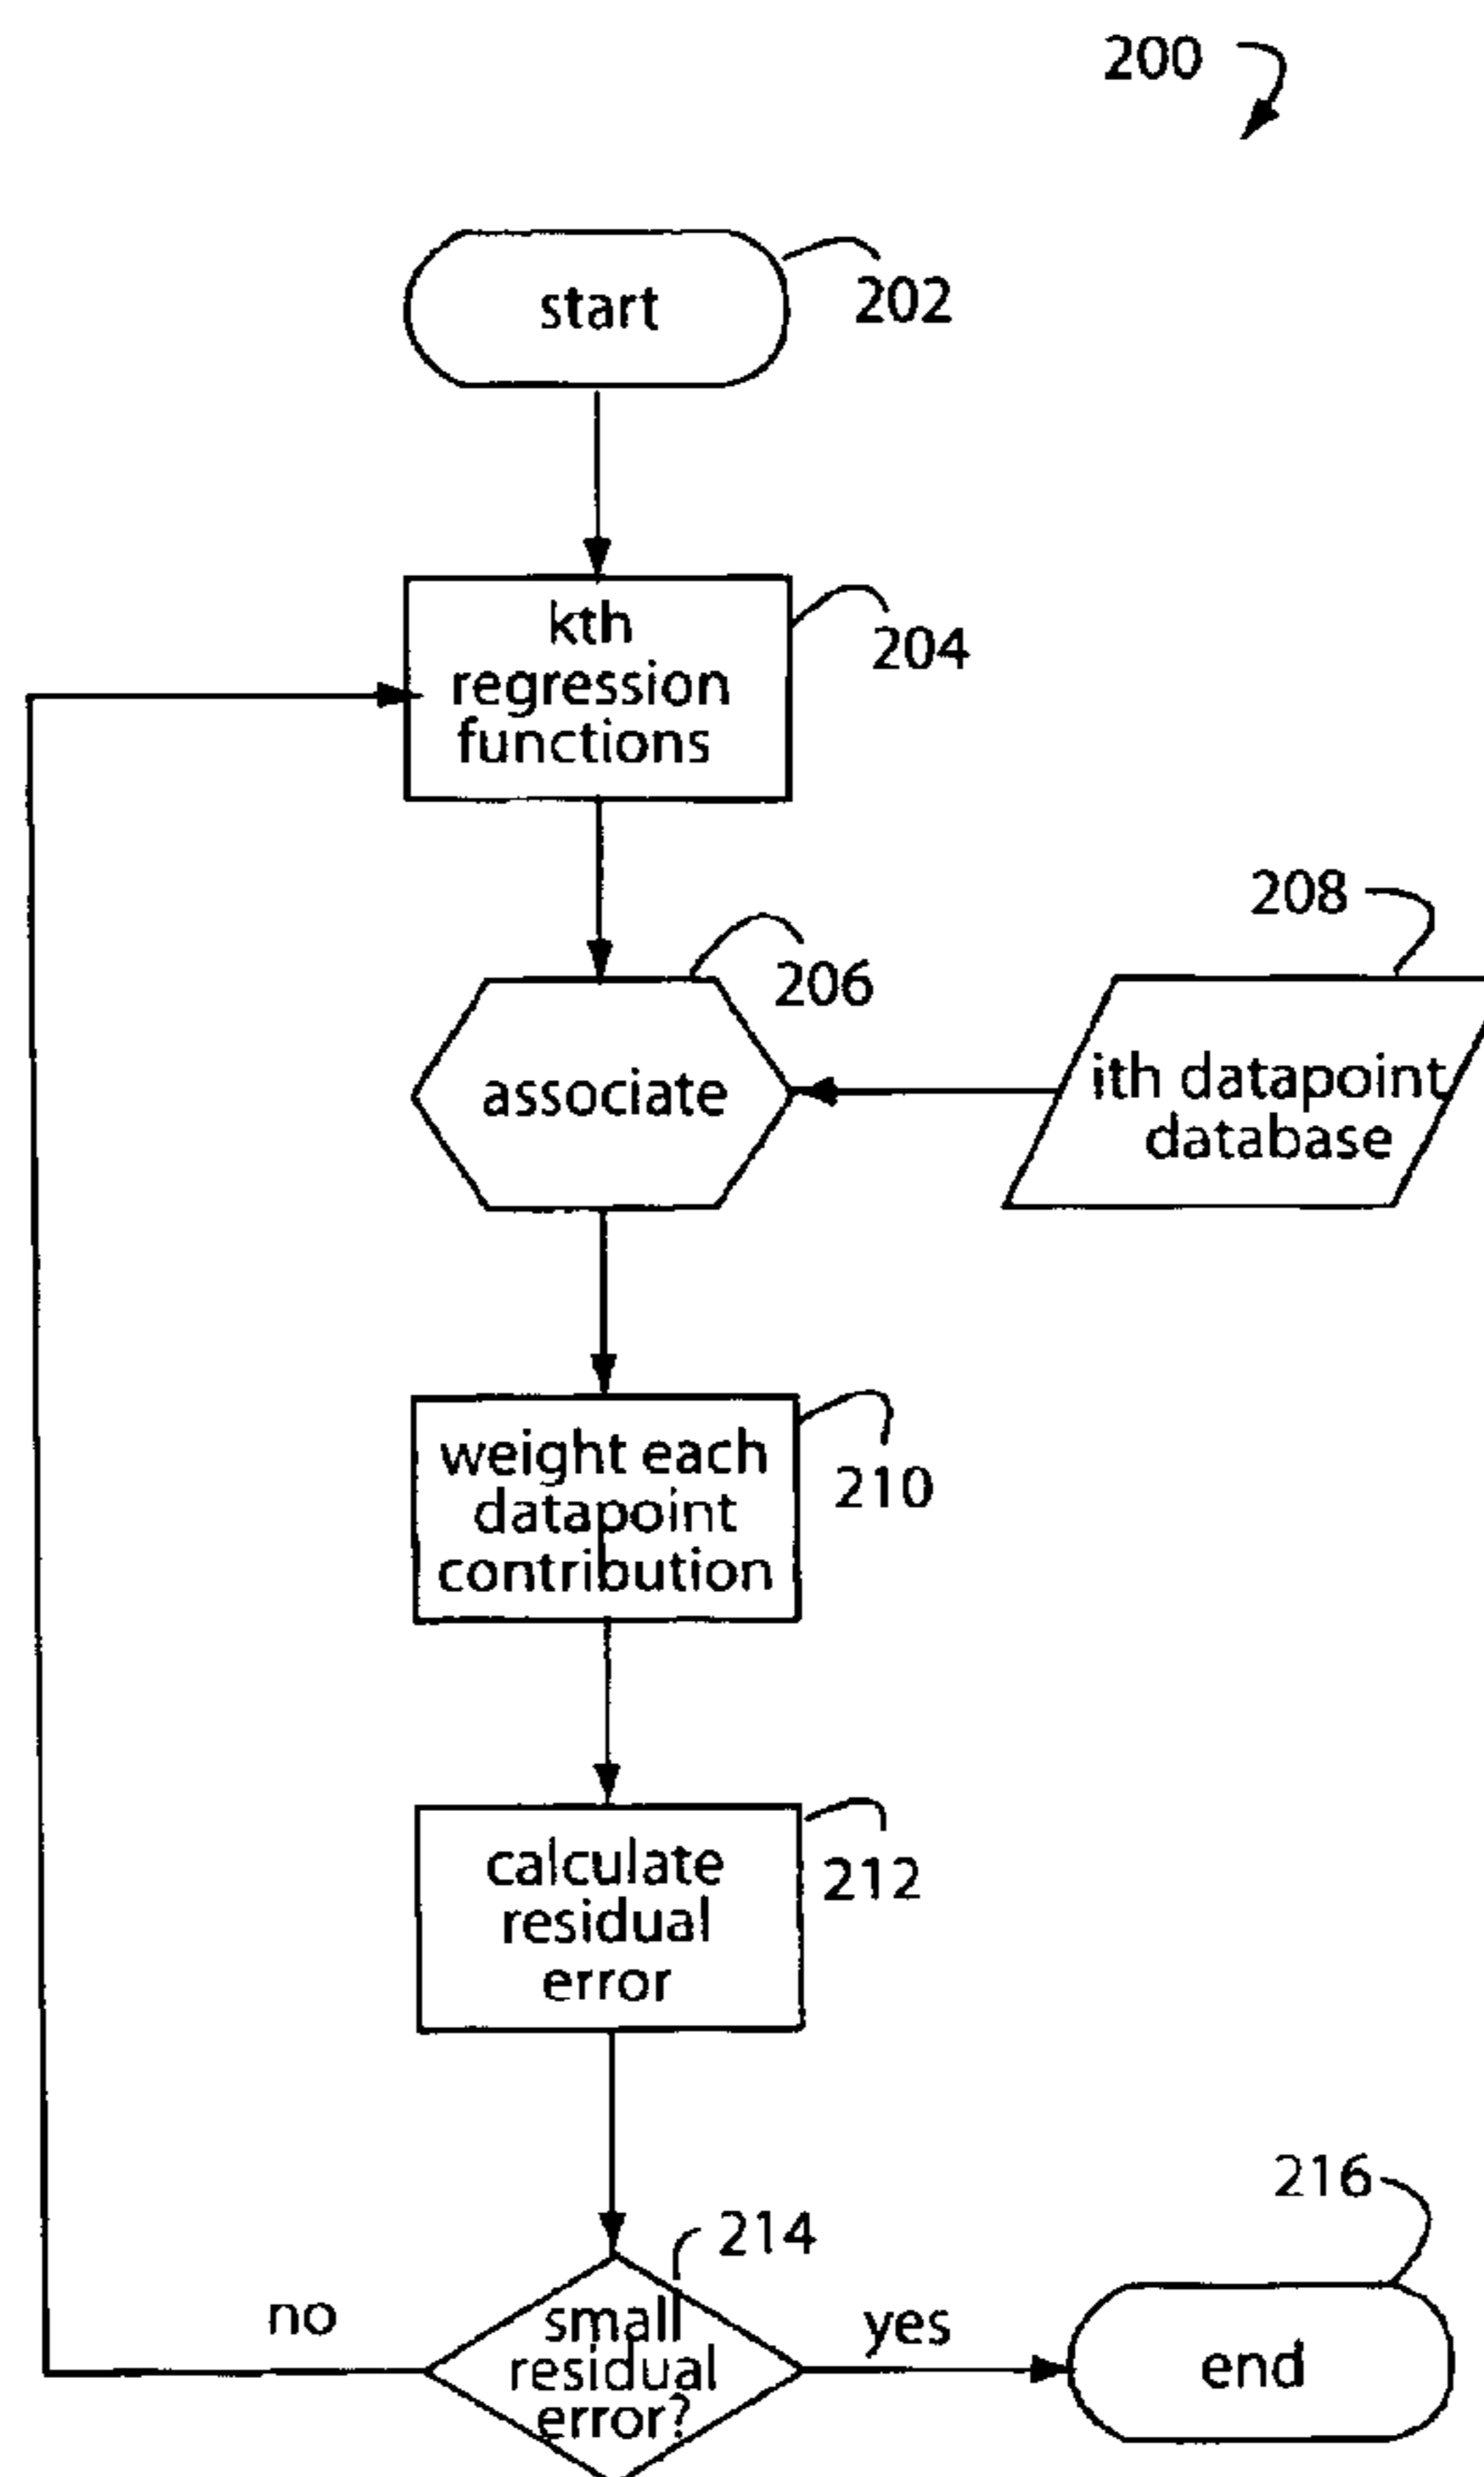 200
start
202
kth
regression
functions
204
208
206
associate
ith datapoint
database
weight each
datapoint
contribution
210
calculate
residual
error
212
216
214
no
small
residual
error?
yes
end